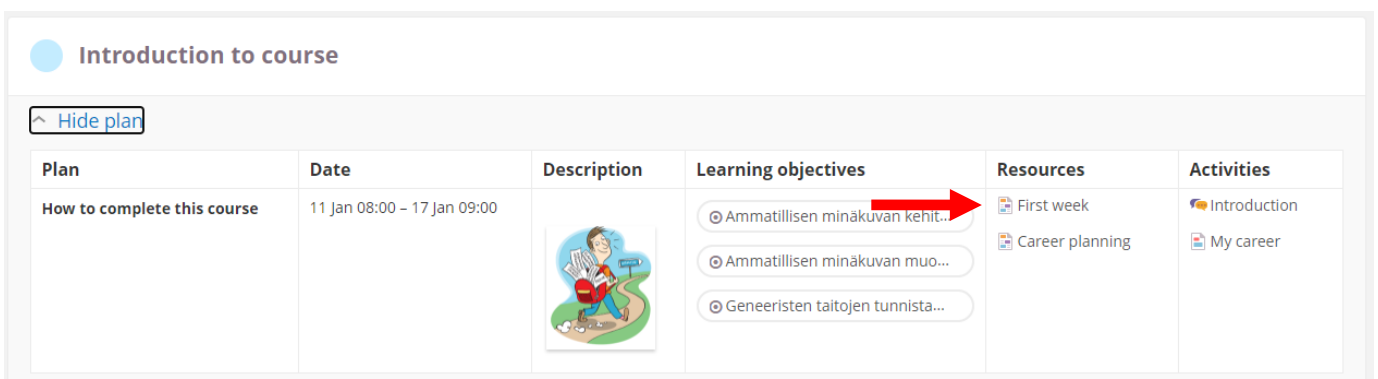 Introduction to course
Hide plan
Plan Date Description Learning objectives Resources Activities
How to complete this course 11 Jan 08:00 – 17 Jan 09:00
Ammatillisen minäkuvan kehit...
Ammatillisen minäkuvan muo...
Geneeristen taitojen tunnista...
First week
Career planning
Introduction
My career